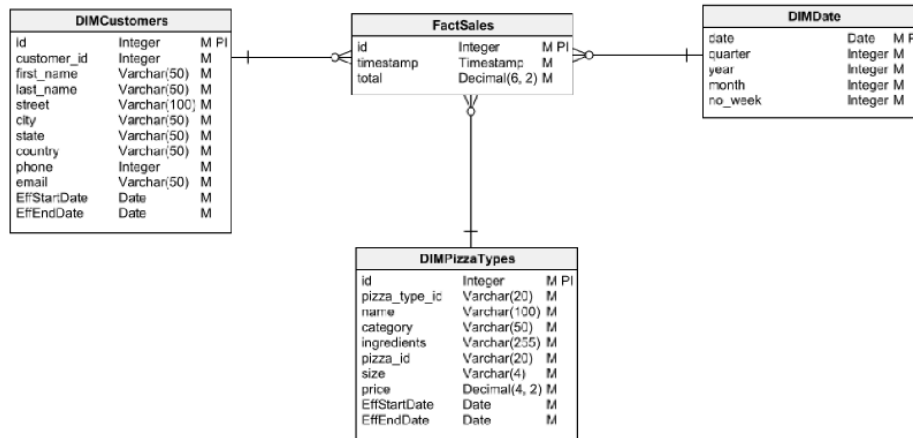 DIMCustomers
id Integer M PI
customer_id Integer M
first_name Varchar(50) M
last_name Varchar(50) M
street Varchar(100) M
city Varchar(50) M
state Varchar(50) M
country Varchar(50) M
phone Integer M
email Varchar(50) M
EffStartDate Date M
EffEndDate Date M
FactSales
id Integer M PI
timestamp Timestamp M
total Decimal(6, 2) M
DIMDate
date Date M P
quarter Integer M
year Integer M
month Integer M
no_week Integer M
DIMPizzaTypes
id Integer M PI
pizza_type_id Varchar(20) M
name Varchar(100) M
category Varchar(50) M
ingredients Varchar(255) M
pizza_id Varchar(20) M
size Varchar(4) M
price Decimal(4, 2) M
EffStartDate Date M
EffEndDate Date M